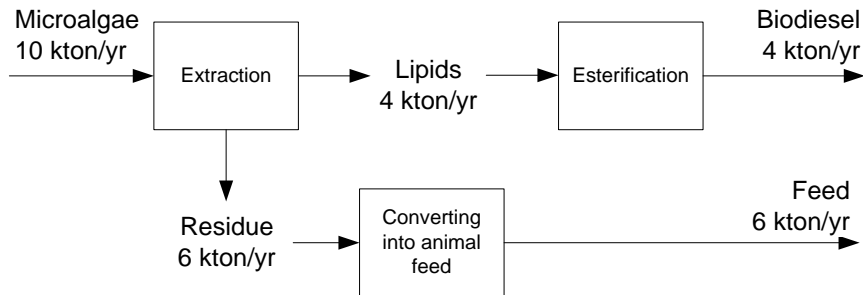 Microalgae
10 kton/yr
Extraction
Lipids
4 kton/yr
Esterification
Biodiesel
4 kton/yr
Residue
6 kton/yr
Converting
into animal
feed
Feed
6 kton/yr